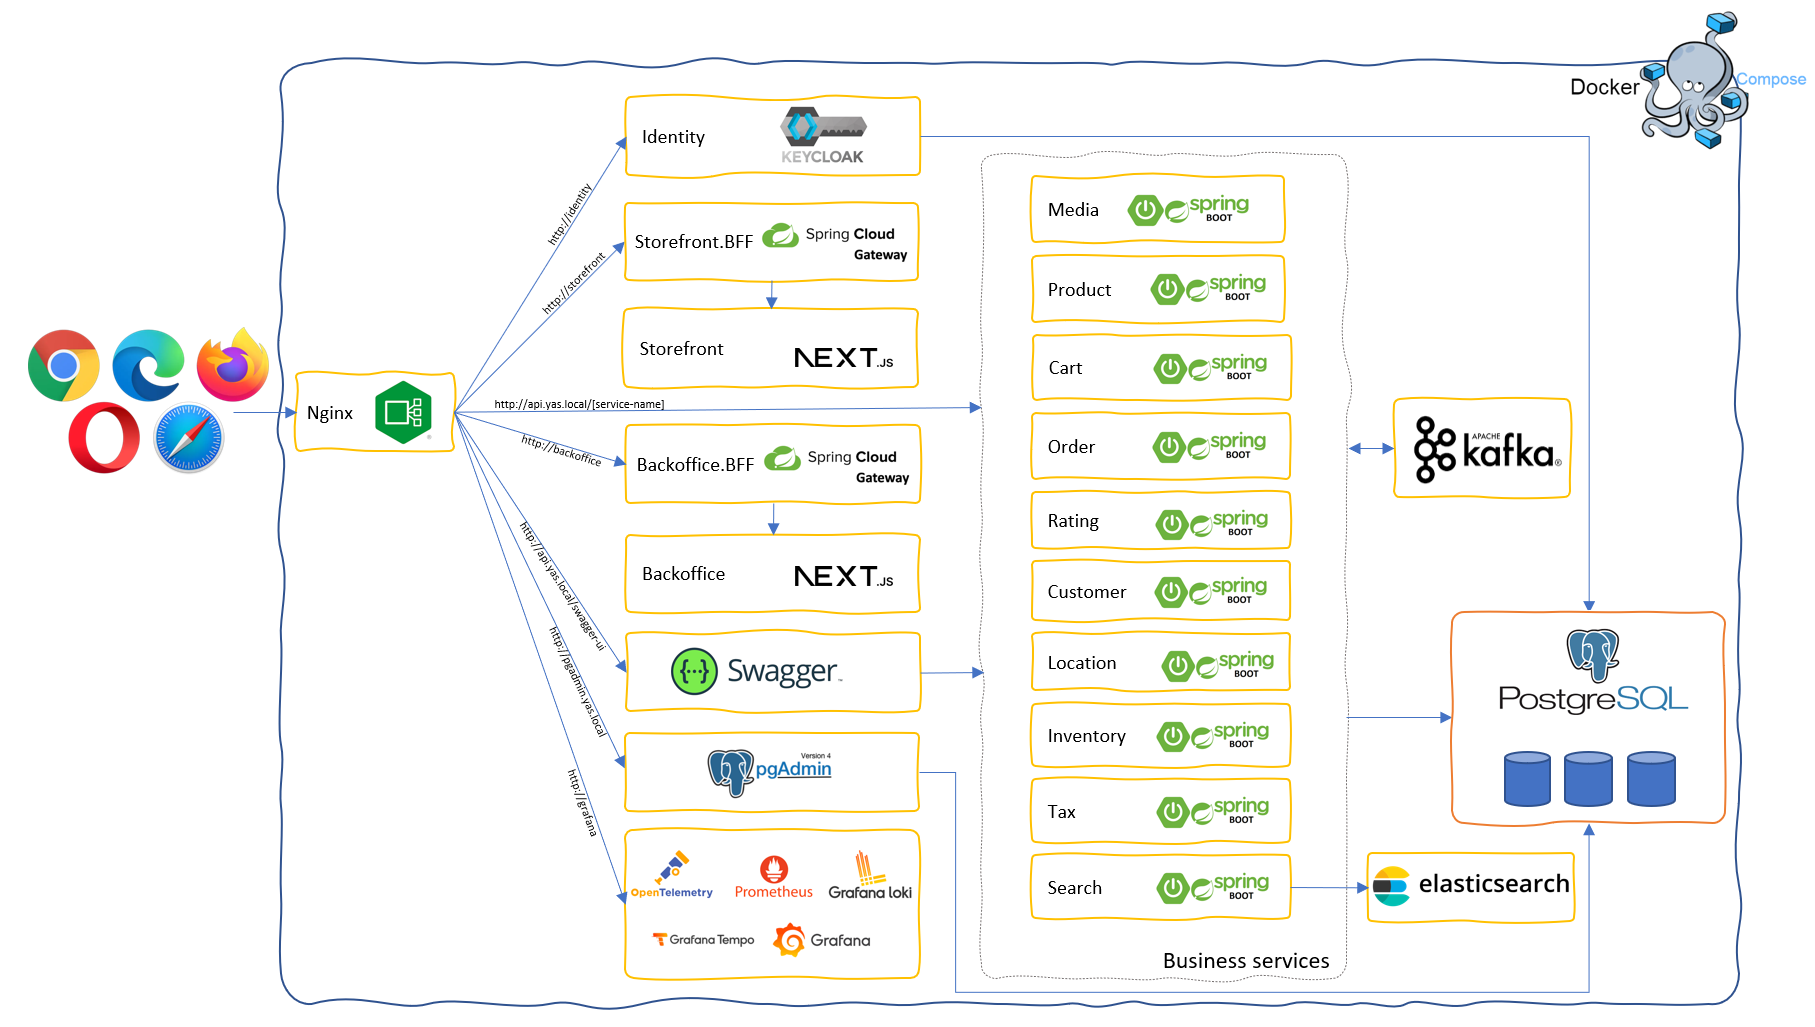 Docker
Compose
Identity
KEYCLOAK
http://identity
Storefront.BFF
Spring Cloud
Gateway
http://storefront
Storefront
NEXT.JS
Nginx
http://api.yas.local/[service-name]
http://backoffice
Backoffice.BFF
Spring Cloud
Gateway
Backoffice
NEXT.JS
http://api.yas.local/swagger-ui
Swagger
http://pgadmin.yas.local
Version 4
pgAdmin
http://grafana
OpenTelemetry
Prometheus
Grafana loki
Grafana Tempo
Grafana
Media
spring
BOOT
Product
spring
BOOT
Cart
spring
BOOT
Order
spring
BOOT
Rating
spring
BOOT
Customer
spring
BOOT
Location
spring
BOOT
Inventory
spring
BOOT
Tax
spring
BOOT
Search
spring
BOOT
Business services
APACHE
kafka®
PostgreSQL
elasticsearch